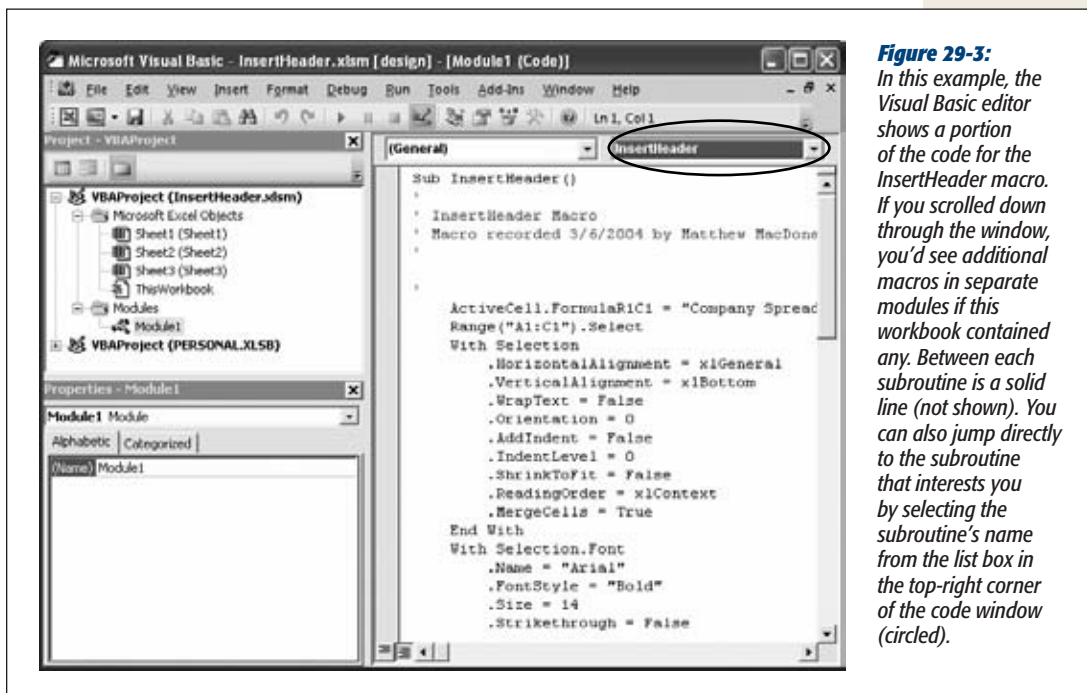 Microsoft Visual Basic - InsertHeader.xlsm [design] - [Module1 (Code)]
File Edit View Insert Format Debug Run Tools Add-Ins Window Help
Ln 1, Col 1
Project - VBAProject
VBAProject (InsertHeader.xlsm)
Microsoft Excel Objects
Sheet1 (Sheet1)
Sheet2 (Sheet2)
Sheet3 (Sheet3)
ThisWorkbook
Modules
Module1
VBAProject (PERSONAL.XLSB)
Properties - Module1
Module1 Module
Alphabetic Categorized
(Name) Module1
(General) InsertHeader
Sub InsertHeader()
'
' InsertHeader Macro
' Macro recorded 3/6/2004 by Matthew MacDona
'
'
ActiveCell.FormulaR1C1 = "Company Spread
Range("A1:C1").Select
With Selection
.HorizontalAlignment = xlGeneral
.VerticalAlignment = xlBottom
.WrapText = False
.Orientation = 0
.AddIndent = False
.IndentLevel = 0
.ShrinkToFit = False
.ReadingOrder = xlContext
.MergeCells = True
End With
With Selection.Font
.Name = "Arial"
.FontStyle = "Bold"
.Size = 14
.Strikethrough = False
Figure 29-3:
In this example, the
Visual Basic editor
shows a portion
of the code for the
InsertHeader macro.
If you scrolled down
through the window,
you'd see additional
macros in separate
modules if this
workbook contained
any. Between each
subroutine is a solid
line (not shown). You
can also jump directly
to the subroutine
that interests you
by selecting the
subroutine's name
from the list box in
the top-right corner
of the code window
(circled).